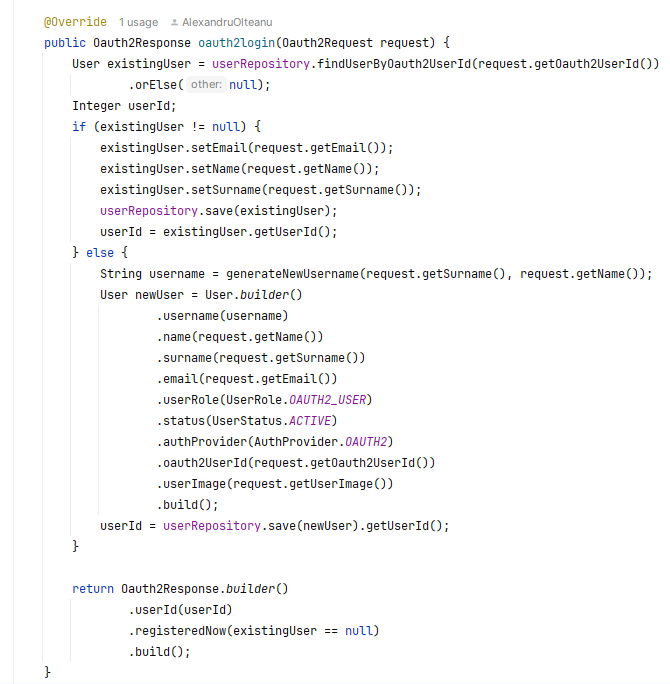 @Override 1 usage AlexandruOlteanu
public Oauth2Response oauth2login(Oauth2Request request) {
    User existingUser = userRepository.findUserByOauth2UserId(request.getOauth2UserId())
            .orElse( other: null);
    Integer userId;
    if (existingUser != null) {
        existingUser.setEmail(request.getEmail());
        existingUser.setName(request.getName());
        existingUser.setSurname(request.getSurname());
        userRepository.save(existingUser);
        userId = existingUser.getUserId();
    } else {
        String username = generateNewUsername(request.getSurname(), request.getName());
        User newUser = User.builder()
                .username(username)
                .name(request.getName())
                .surname(request.getSurname())
                .email(request.getEmail())
                .userRole(UserRole.OAUTH2_USER)
                .status(UserStatus.ACTIVE)
                .authProvider(AuthProvider.OAUTH2)
                .oauth2UserId(request.getOauth2UserId())
                .userImage(request.getUserImage())
                .build();
        userId = userRepository.save(newUser).getUserId();
    }
    return Oauth2Response.builder()
            .userId(userId)
            .registeredNow(existingUser == null)
            .build();
}